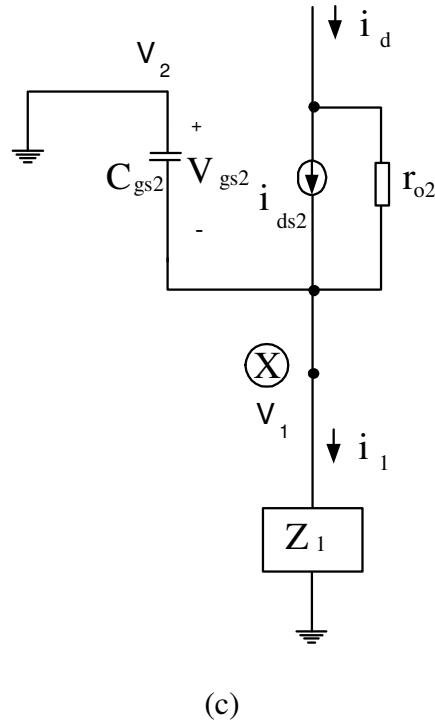 i d
V 2
+
C gs2
V gs2
-
i ds2
r o2
X
V 1
i 1
Z 1
(c)